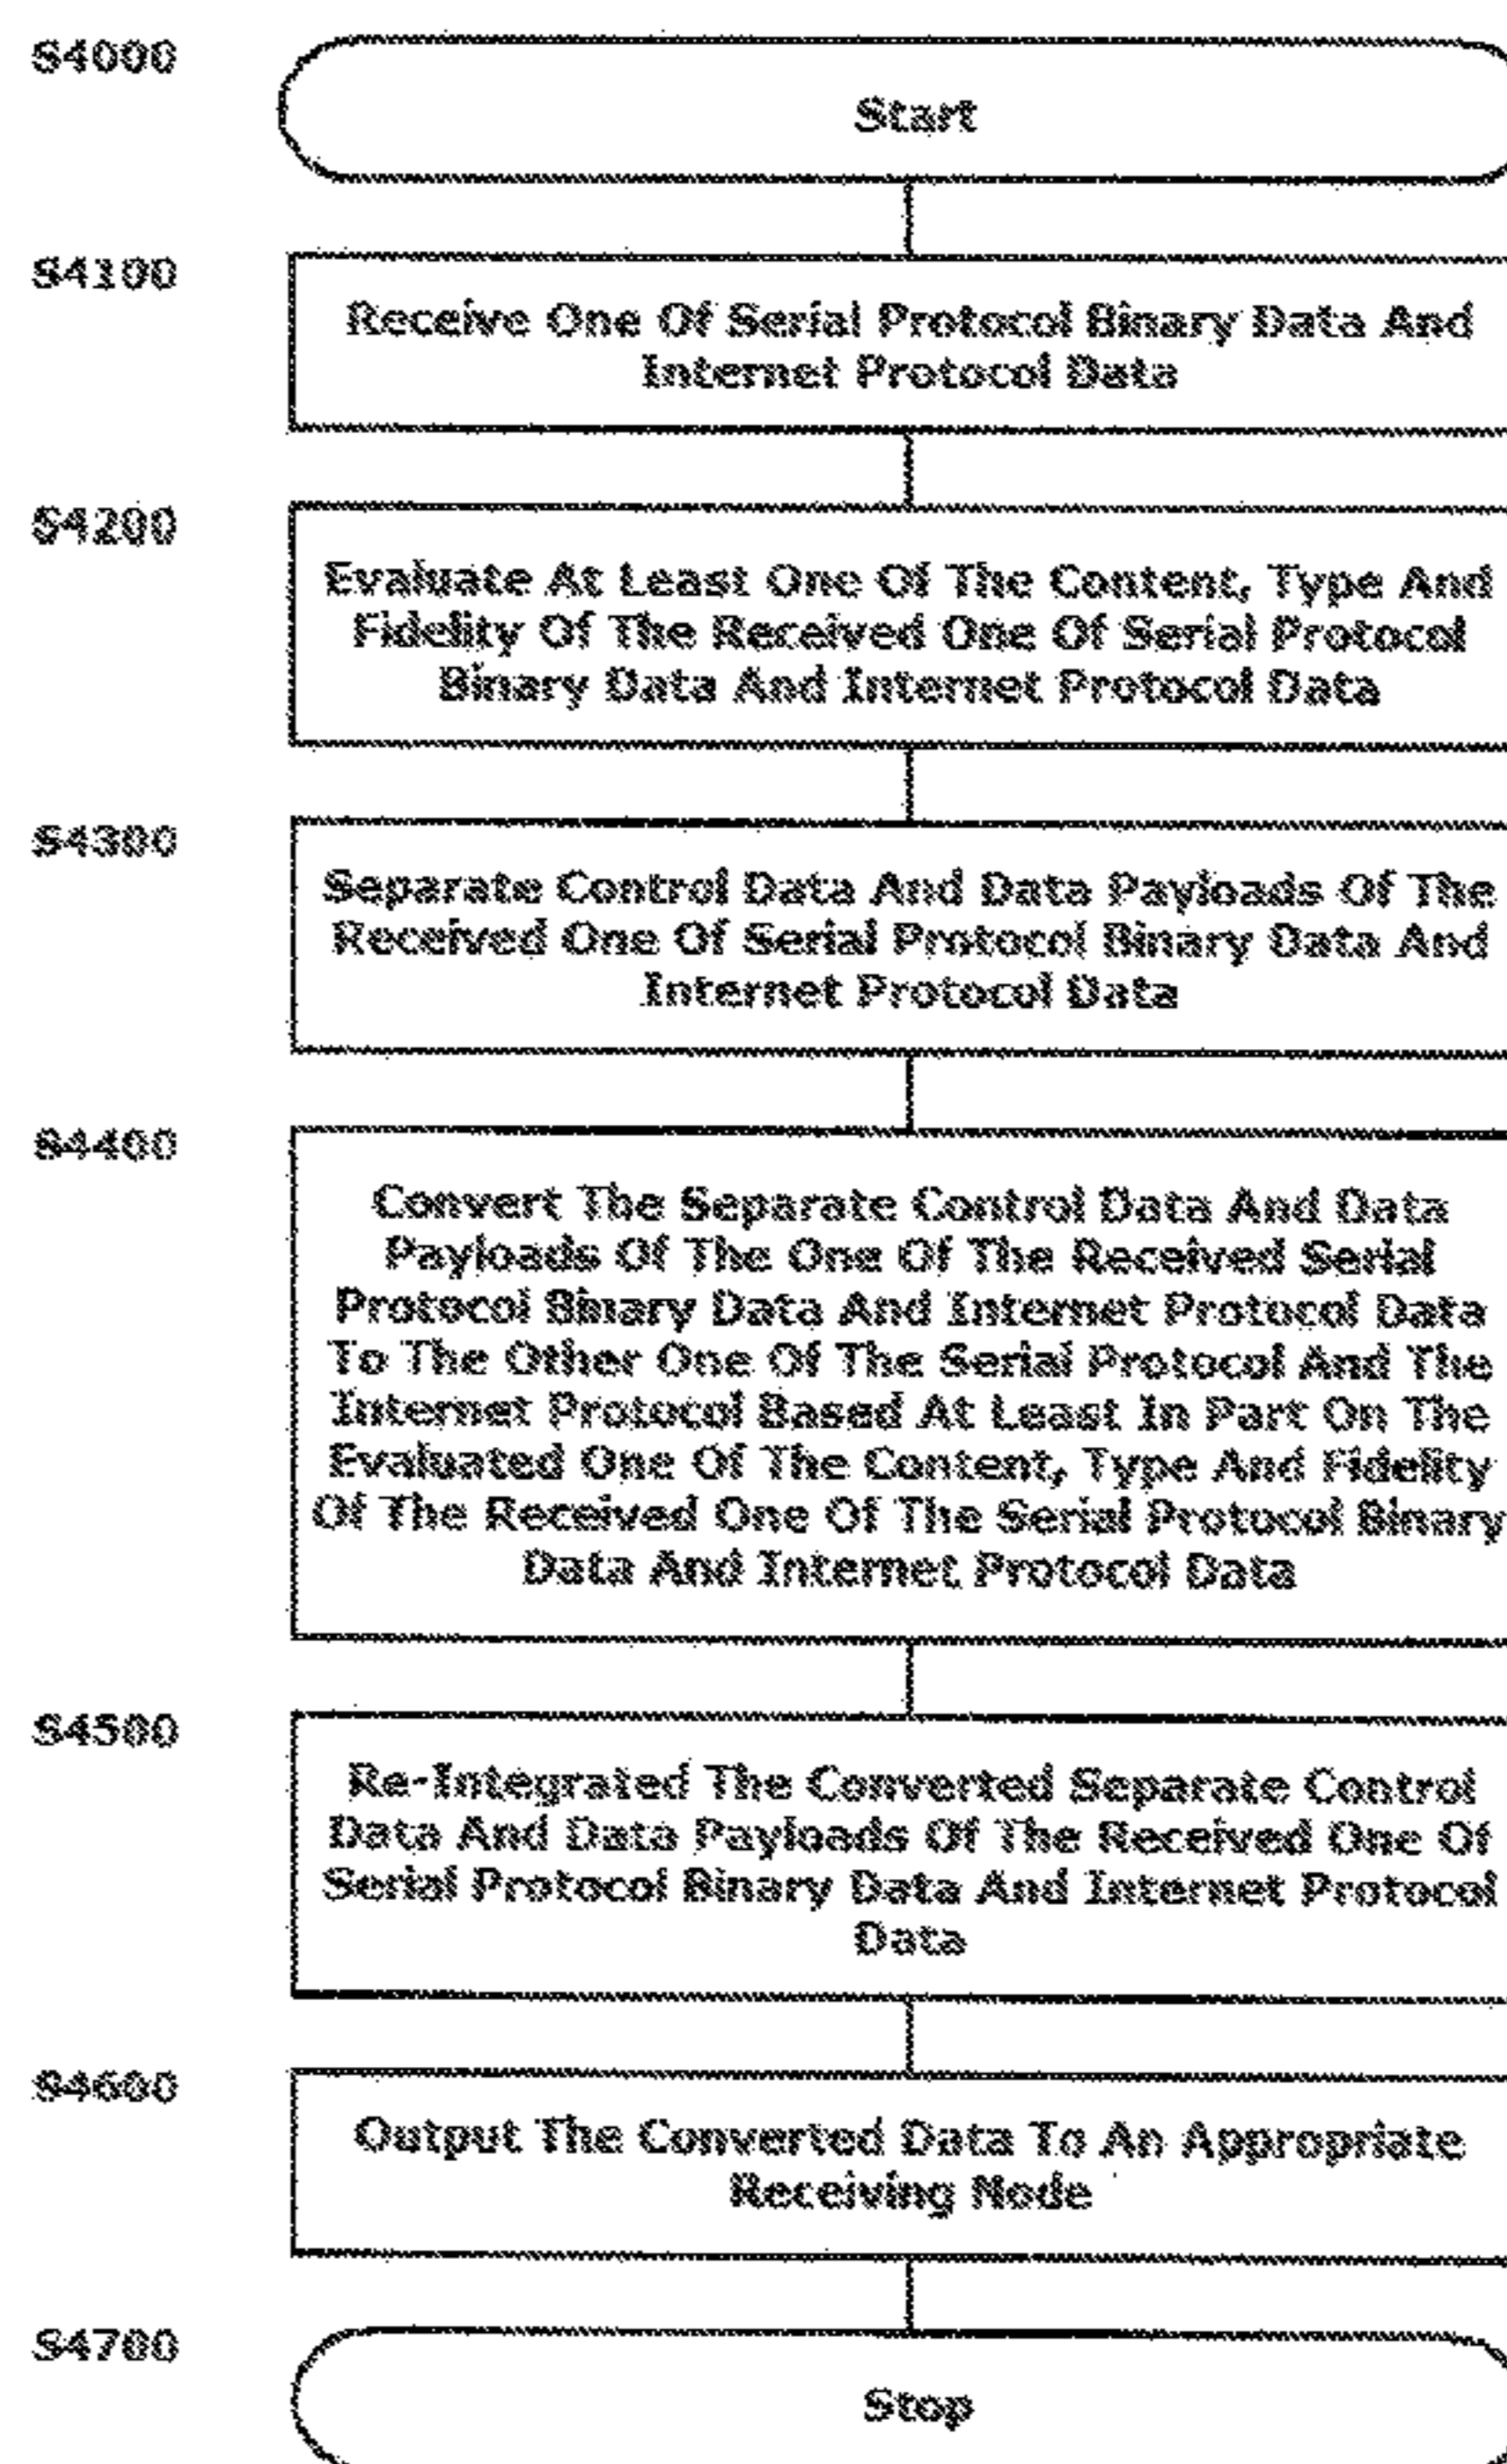 S4000
Start
S4100
Receive One Of Serial Protocol Binary Data And
Internet Protocol Data
S4200
Evaluate At Least One Of The Content, Type And
Fidelity Of The Received One Of Serial Protocol
Binary Data And Internet Protocol Data
S4300
Separate Control Data And Data Payloads Of The
Received One Of Serial Protocol Binary Data And
Internet Protocol Data
S4400
Convert The Separate Control Data And Data
Payloads Of The One Of The Received Serial
Protocol Binary Data And Internet Protocol Data
To The Other One Of The Serial Protocol And The
Internet Protocol Based At Least In Part On The
Evaluated One Of The Content, Type And Fidelity
Of The Received One Of The Serial Protocol Binary
Data And Internet Protocol Data
S4500
Re-Integrated The Converted Separate Control
Data And Data Payloads Of The Received One Of
Serial Protocol Binary Data And Internet Protocol
Data
S4600
Output The Converted Data To An Appropriate
Receiving Node
S4700
Stop